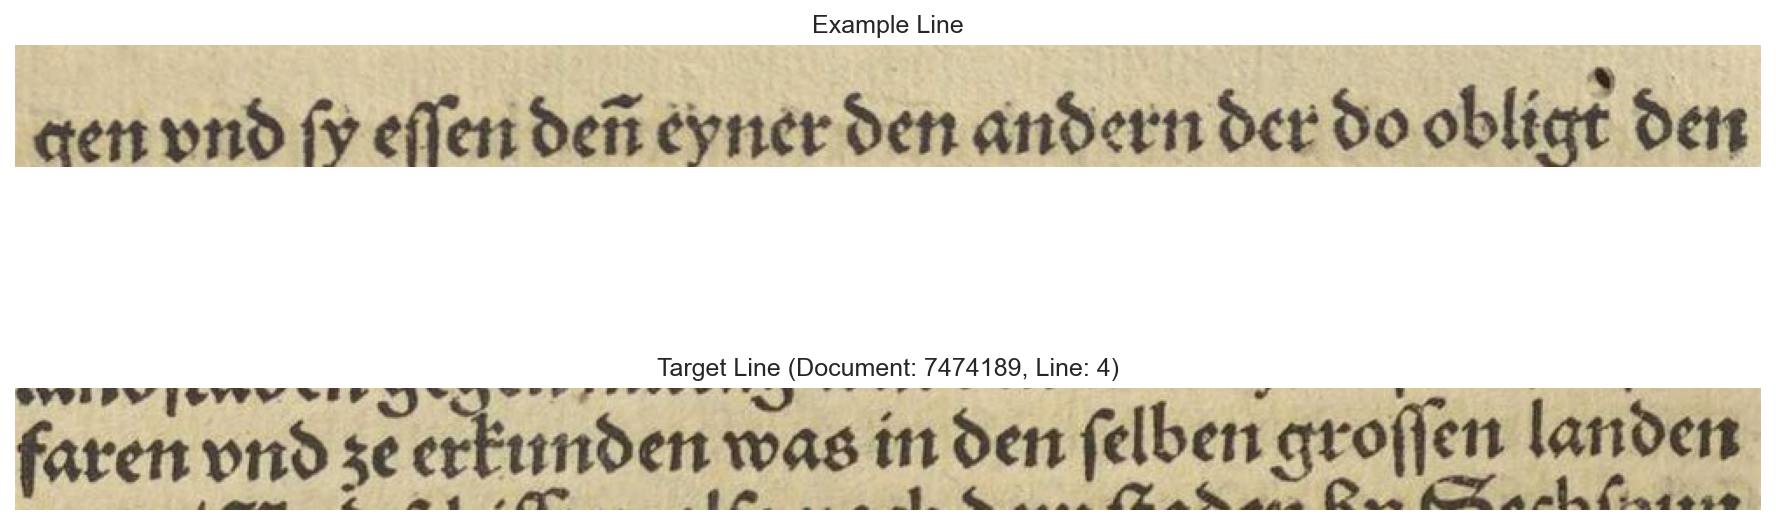 Example Line
gen vnd ſy eſſen den̄ eyner den andern der do obligt den
Target Line (Document: 7474189, Line: 4)
faren vnd ze erkunden was in den ſelben groſſen landen